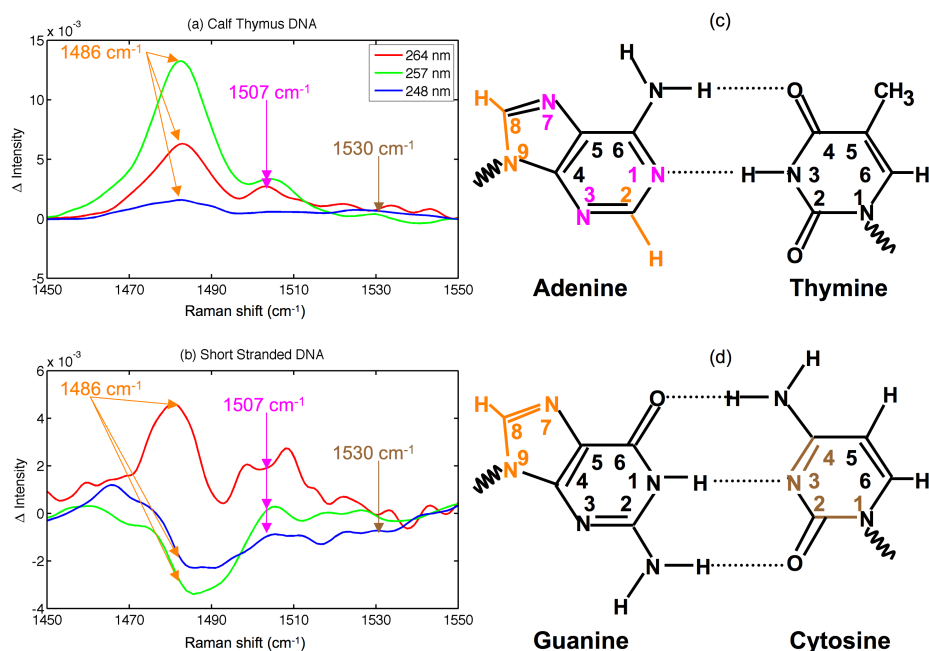 (a) Calf Thymus DNA
x 10⁻³
15
10
5
0
-5
Δ Intensity
1486 cm⁻¹
1507 cm⁻¹
1530 cm⁻¹
264 nm
257 nm
248 nm
1450 1470 1490 1510 1530 1550
Raman shift (cm⁻¹)
(b) Short Stranded DNA
x 10⁻³
6
4
2
0
-2
-4
Δ Intensity
1486 cm⁻¹
1507 cm⁻¹
1530 cm⁻¹
1450 1470 1490 1510 1530 1550
Raman shift (cm⁻¹)
(c)
H
H N H O CH3
8 N
7
N 9
5 6
4
1 N H N 3
4 5
6 H
3
N
2
2 1
N
H
O
Adenine Thymine
(d)
H
H N
7
8
O H N H
N 9
5 6
4
1 N H N 3
4 5
6 H
3
N
2
2 1
N
N H O
H
Guanine Cytosine